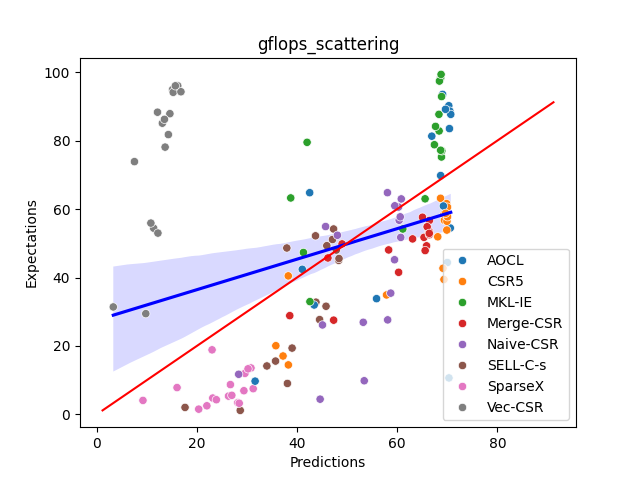 gflops_scattering
100
80
60
40
20
0
Expectations
0 20 40 60 80
Predictions
AOCL
CSR5
MKL-IE
Merge-CSR
Naive-CSR
SELL-C-s
SparseX
Vec-CSR